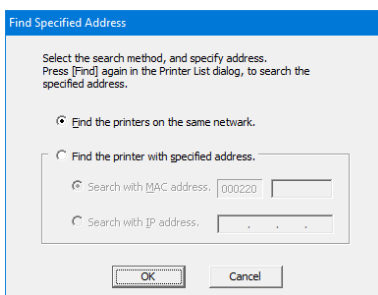 Find Specified Address
Select the search method, and specify address.
Press [Find] again in the Printer List dialog, to search the
specified address.
Find the printers on the same network.
Find the printer with specified address.
Search with MAC address. 000220
Search with IP address. . . .
OK Cancel